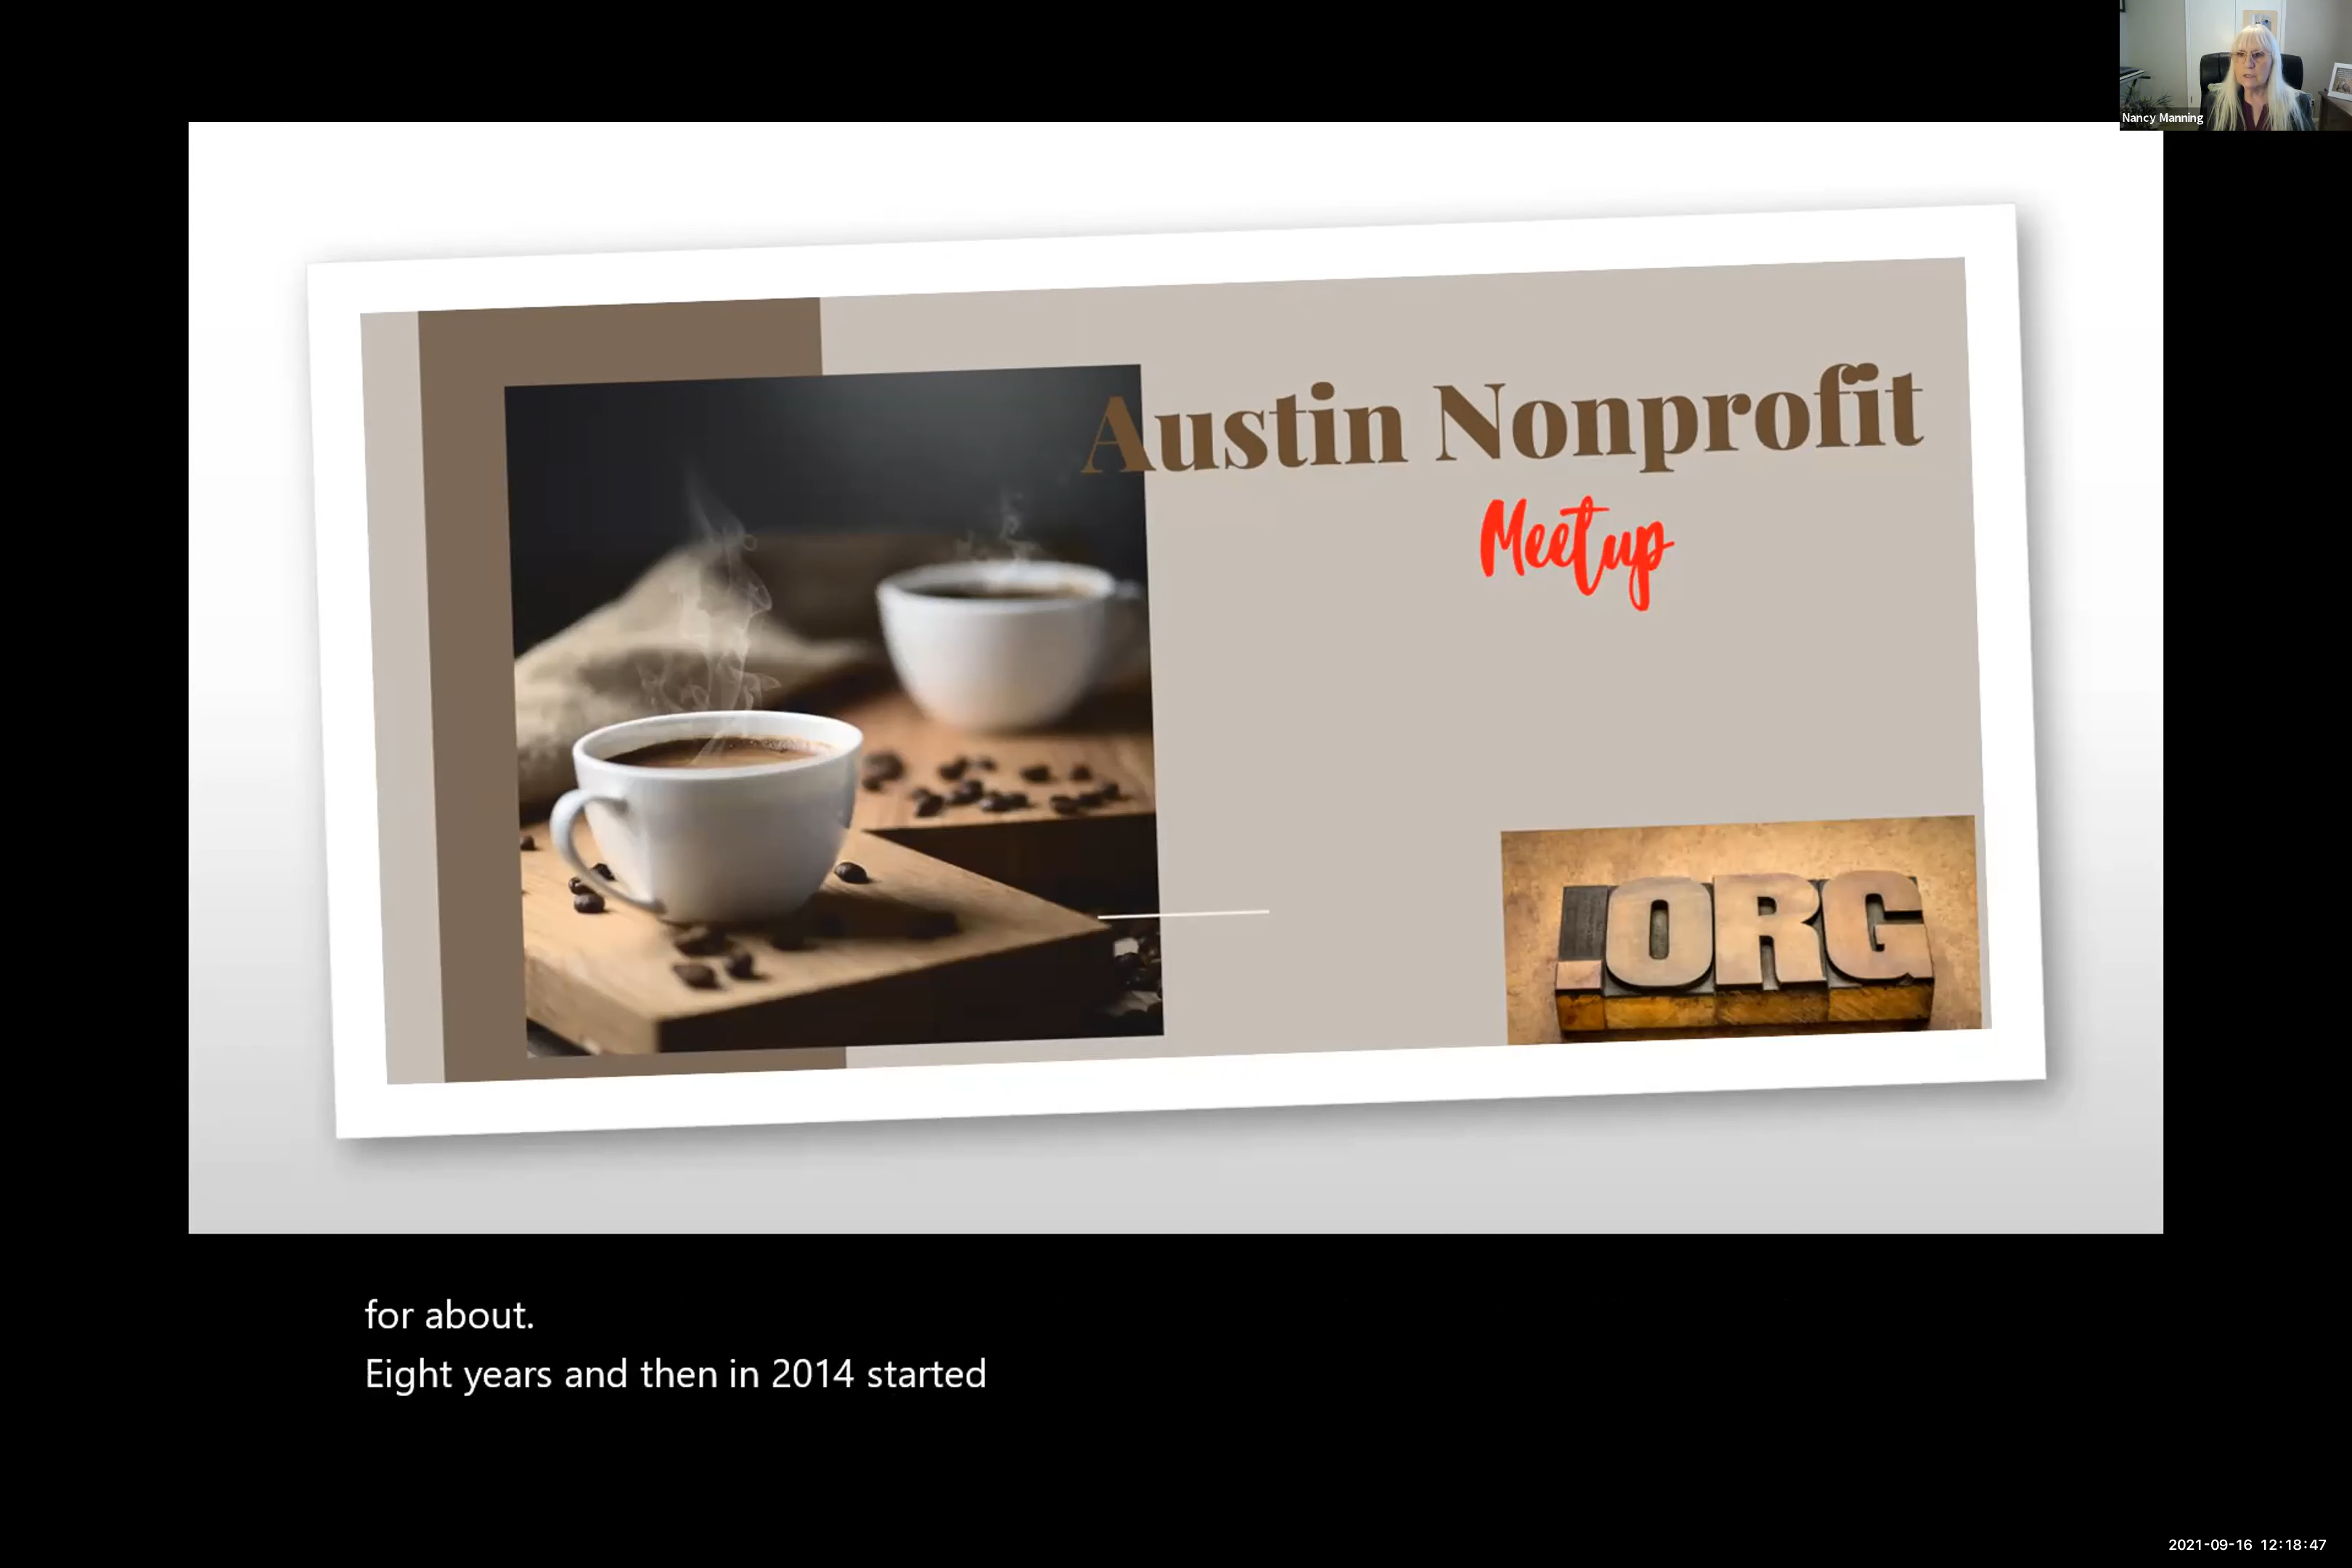 Nancy Manning
Austin Nonprofit
Meetup
.ORG
for about.
Eight years and then in 2014 started
2021-09-16 12:18:47